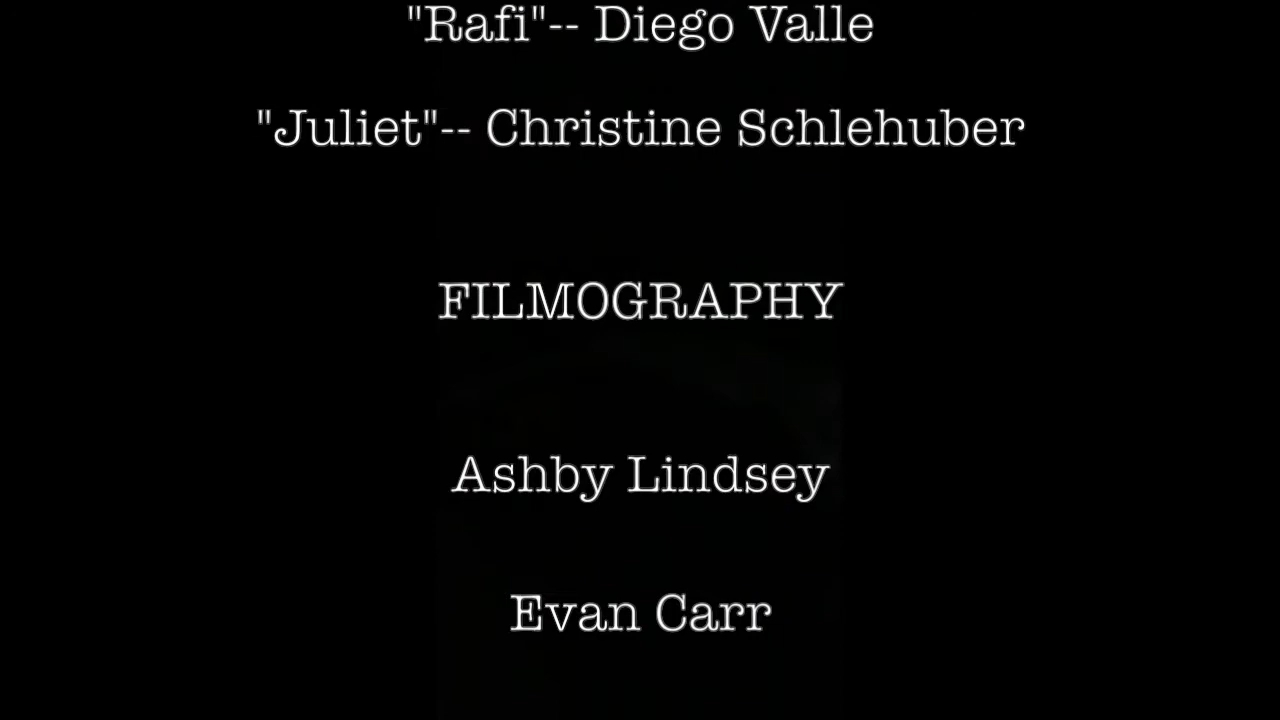 "Rafi"-- Diego Valle
"Juliet"-- Christine Schlehuber
FILMOGRAPHY
Ashby Lindsey
Evan Carr